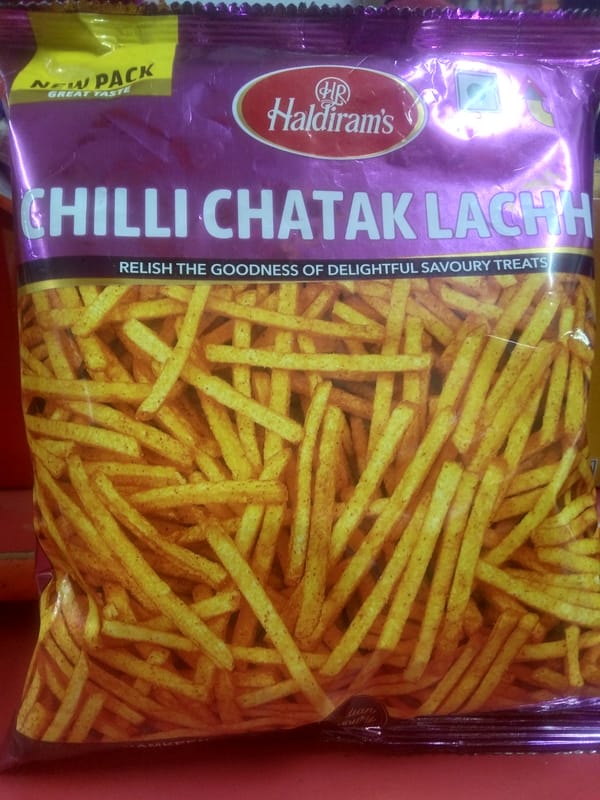 NEW PACK
GREAT TASTE
HR
Haldiram's
CHILLI CHATAK LACHH
RELISH THE GOODNESS OF DELIGHTFUL SAVOURY TREATS